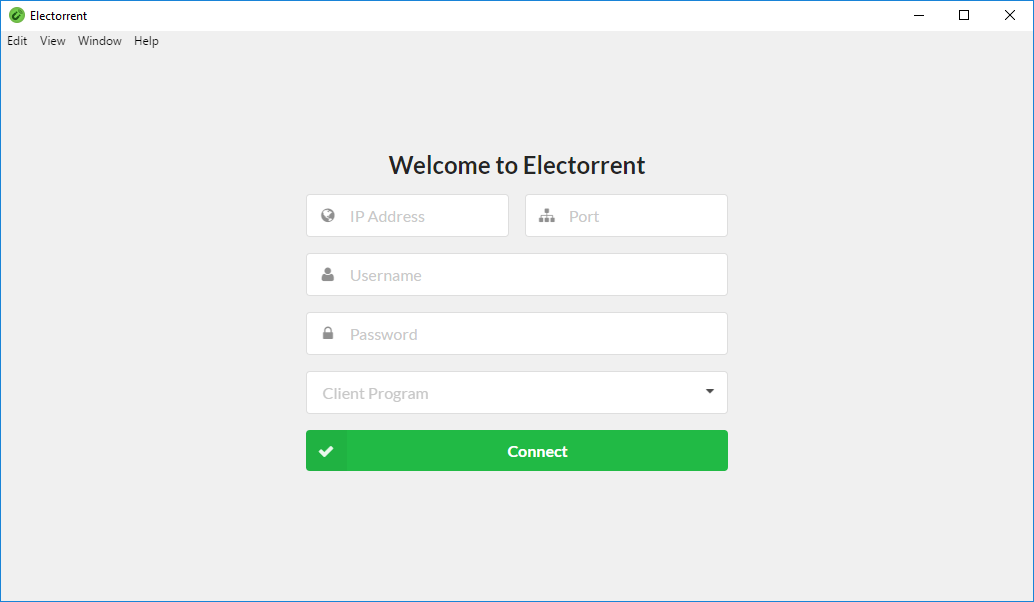 Electorrent
Edit View Window Help
Welcome to Electorrent
IP Address Port
Username
Password
Client Program
Connect